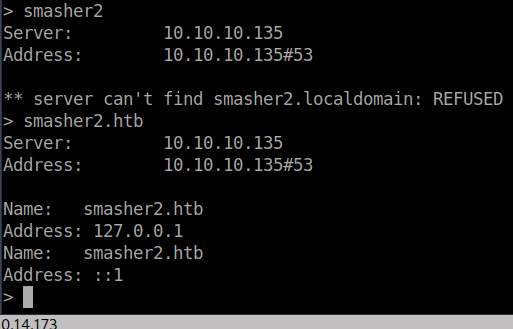 > smasher2
Server:         10.10.10.135
Address:        10.10.10.135#53

** server can't find smasher2.localdomain: REFUSED
> smasher2.htb
Server:         10.10.10.135
Address:        10.10.10.135#53

Name:   smasher2.htb
Address: 127.0.0.1
Name:   smasher2.htb
Address: ::1
>
0.14.173